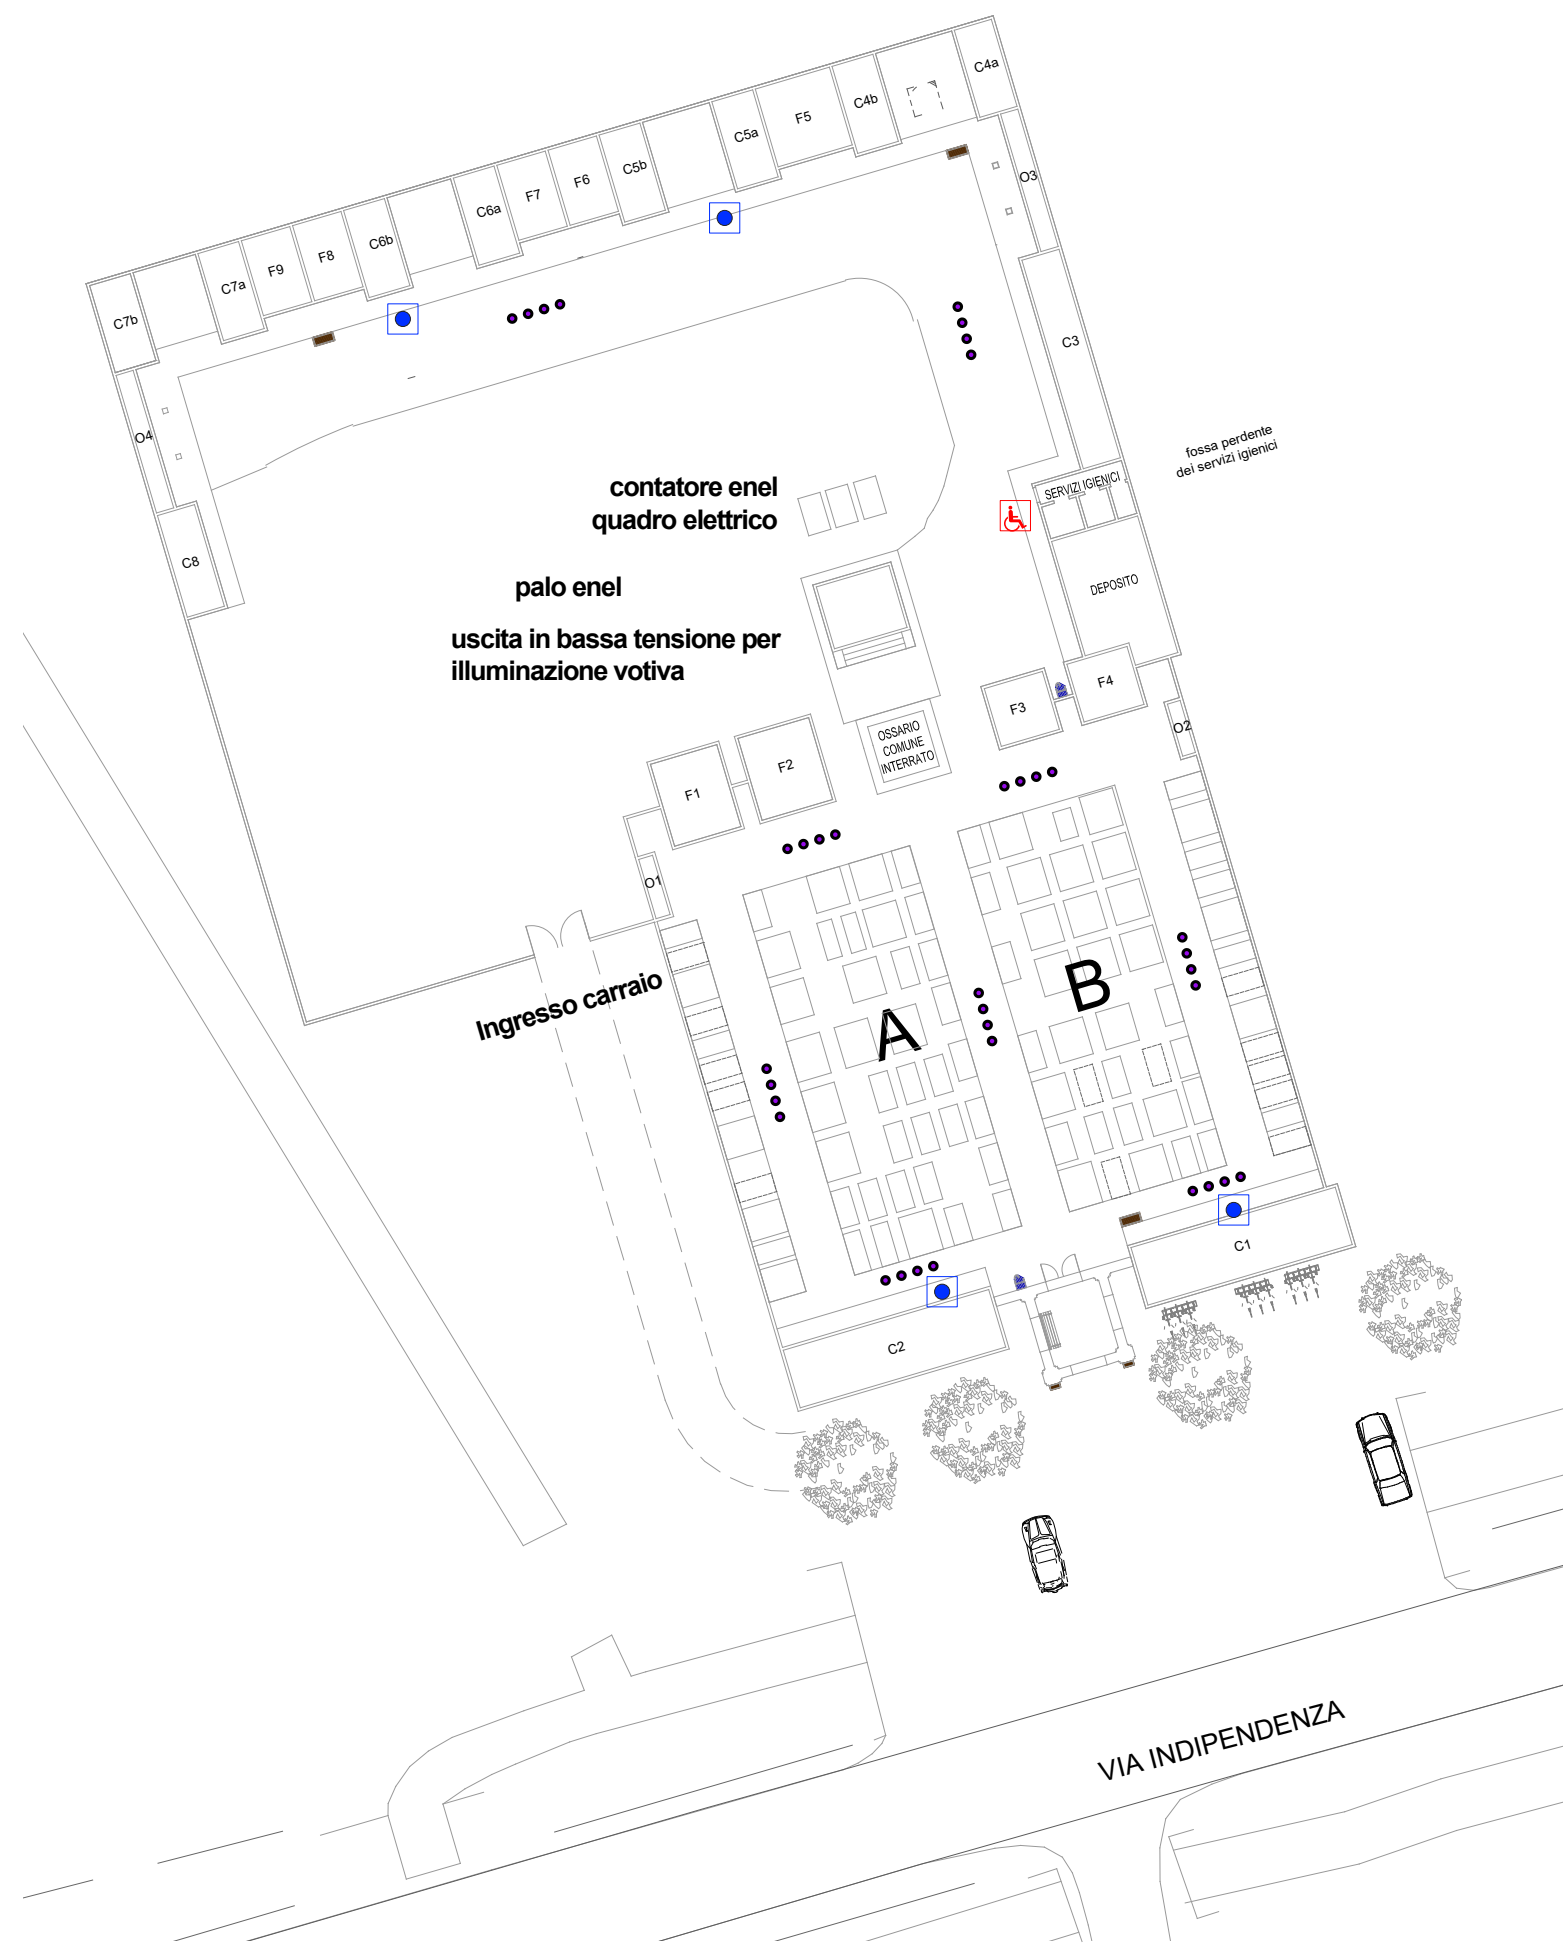 C4a
C4b
F5
C5a
C5b
F6
F7
C6a
C6b
F8
F9
C7a
C7b
O3
O4
C3
fossa perdente
dei servizi igienici
SERVIZI IGIENICI
contatore enel
quadro elettrico
C8
DEPOSITO
palo enel
uscita in bassa tensione per
illuminazione votiva
F4
F3
O2
OSSARIO
COMUNE
INTERRATO
F2
F1
O1
Ingresso carraio
A
B
C1
C2
VIA INDIPENDENZA